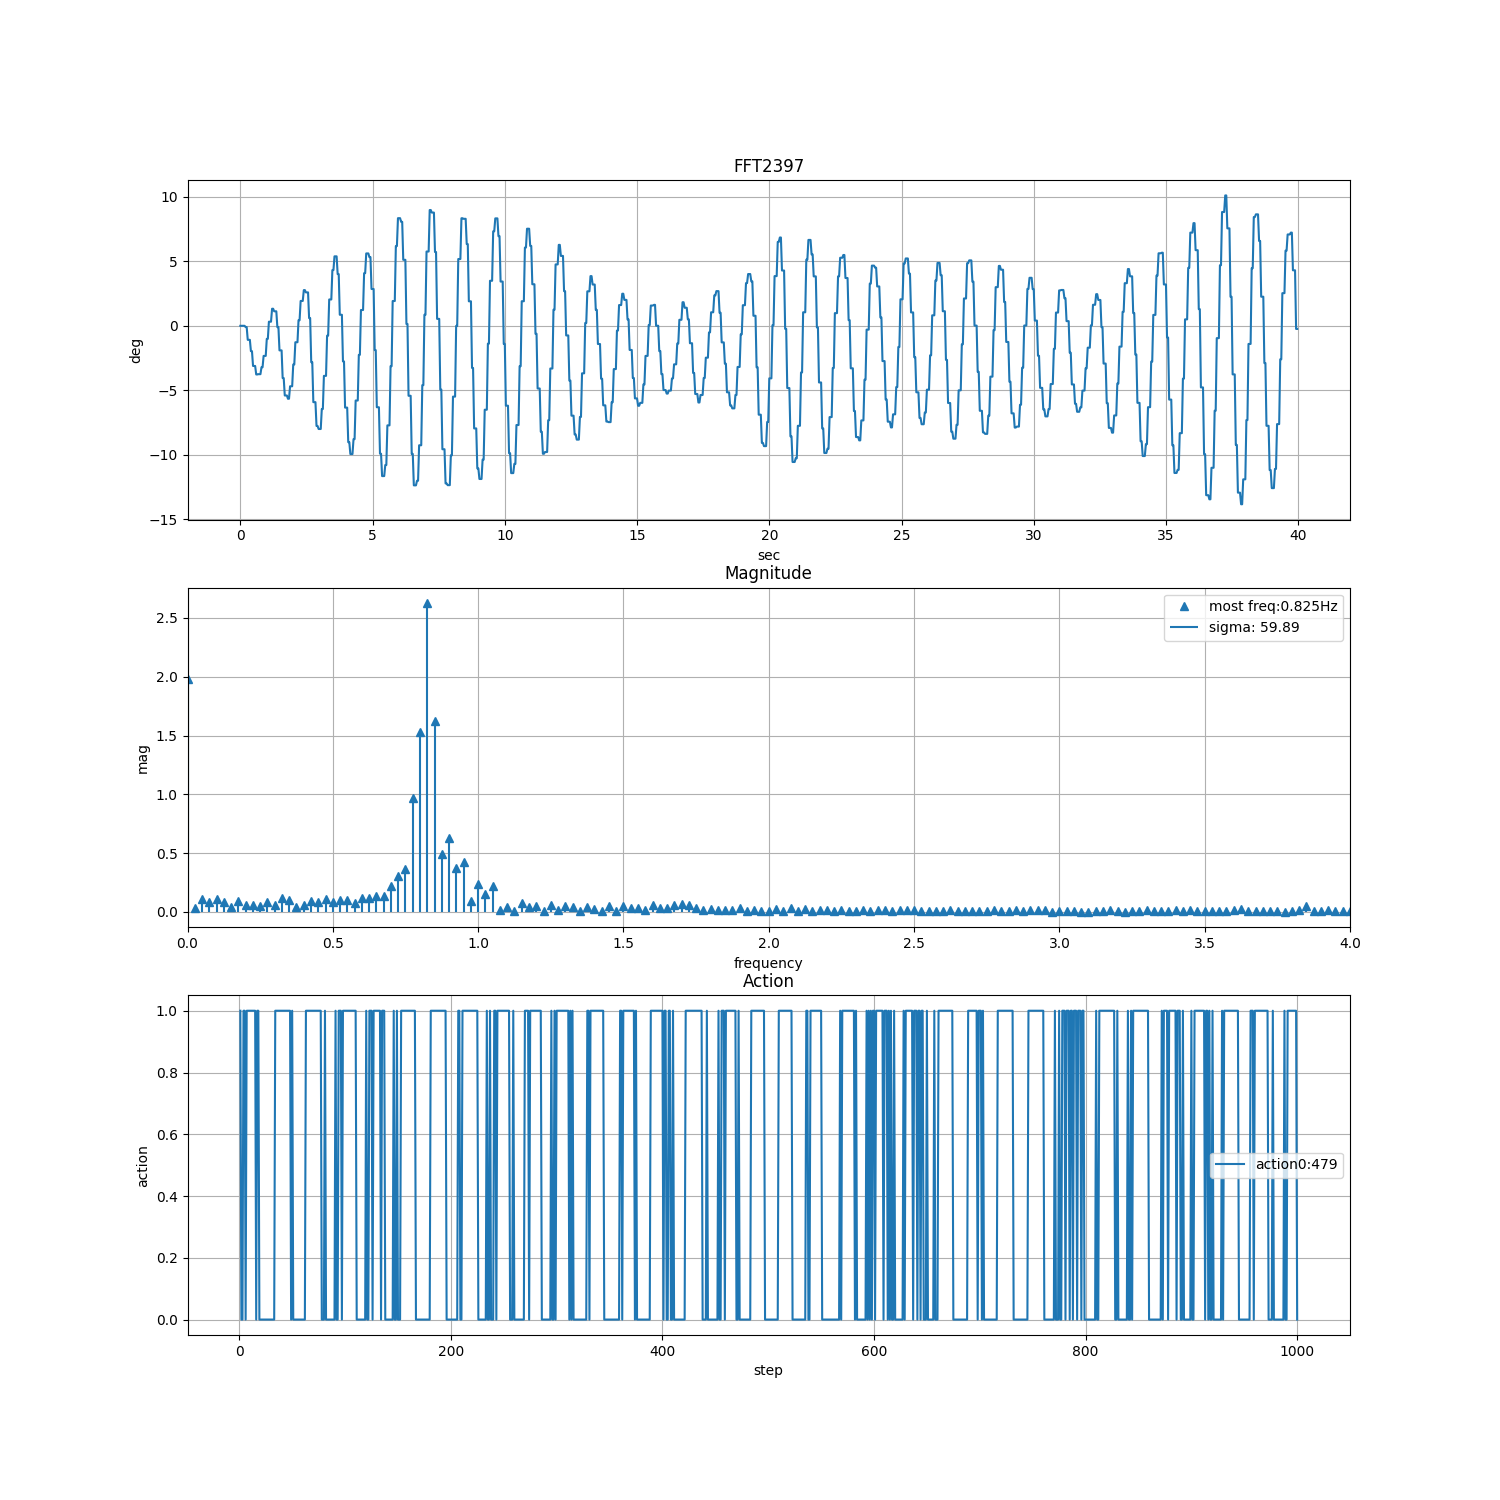 FFT2397
10
5
0
−5
−10
−15
deg
0 5 10 15 20 25 30 35 40
sec
Magnitude
most freq:0.825Hz
sigma: 59.89
2.5
2.0
1.5
1.0
0.5
0.0
mag
0.0 0.5 1.0 1.5 2.0 2.5 3.0 3.5 4.0
frequency
Action
1.0
0.8
0.6
0.4
0.2
0.0
action
action0:479
0 200 400 600 800 1000
step